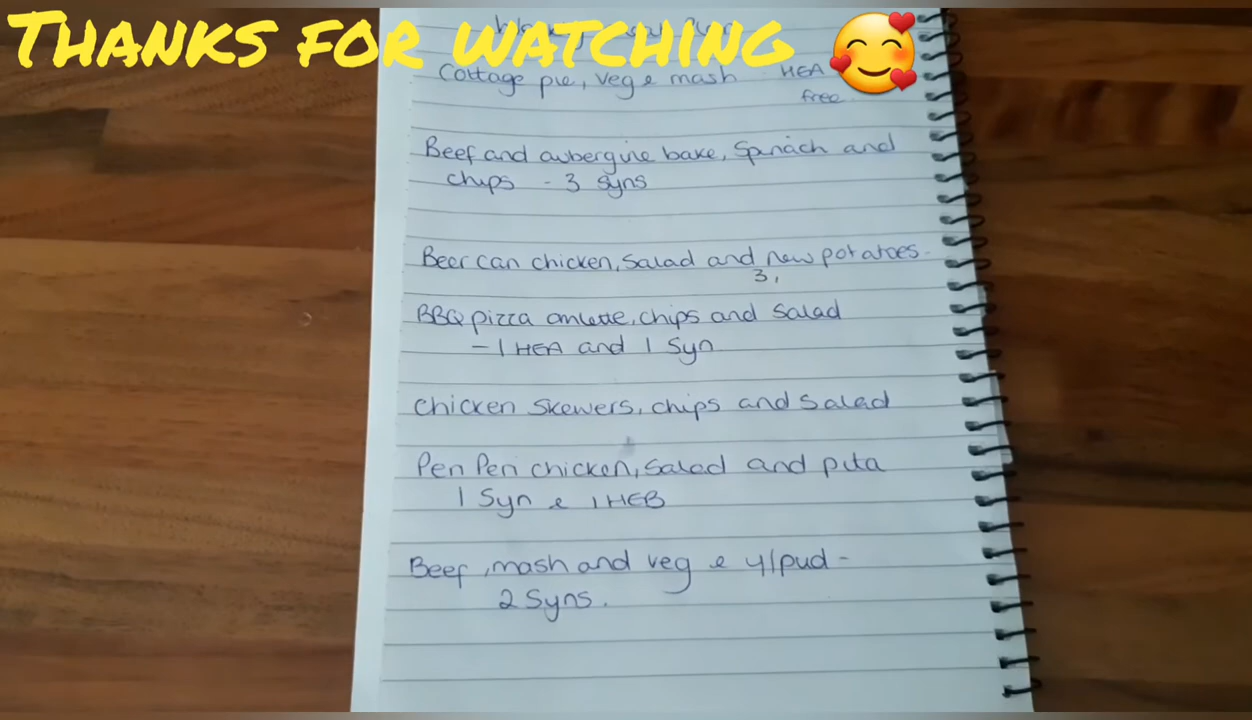 THANKS FOR WATCHING
Cottage pie, veg & mash HEA
free.
Beef and aubergine bake, Spinach and
chips - 3 syns
Beer can chicken, salad and new potatoes -
3,
BBQ pizza omlette, chips and salad
- 1 HEA and 1 Syn
Chicken skewers, chips and salad
Pen Pen chicken, salad and pita
1 Syn & 1 HEB
Beef, mash and veg & y/pud -
2 Syns.